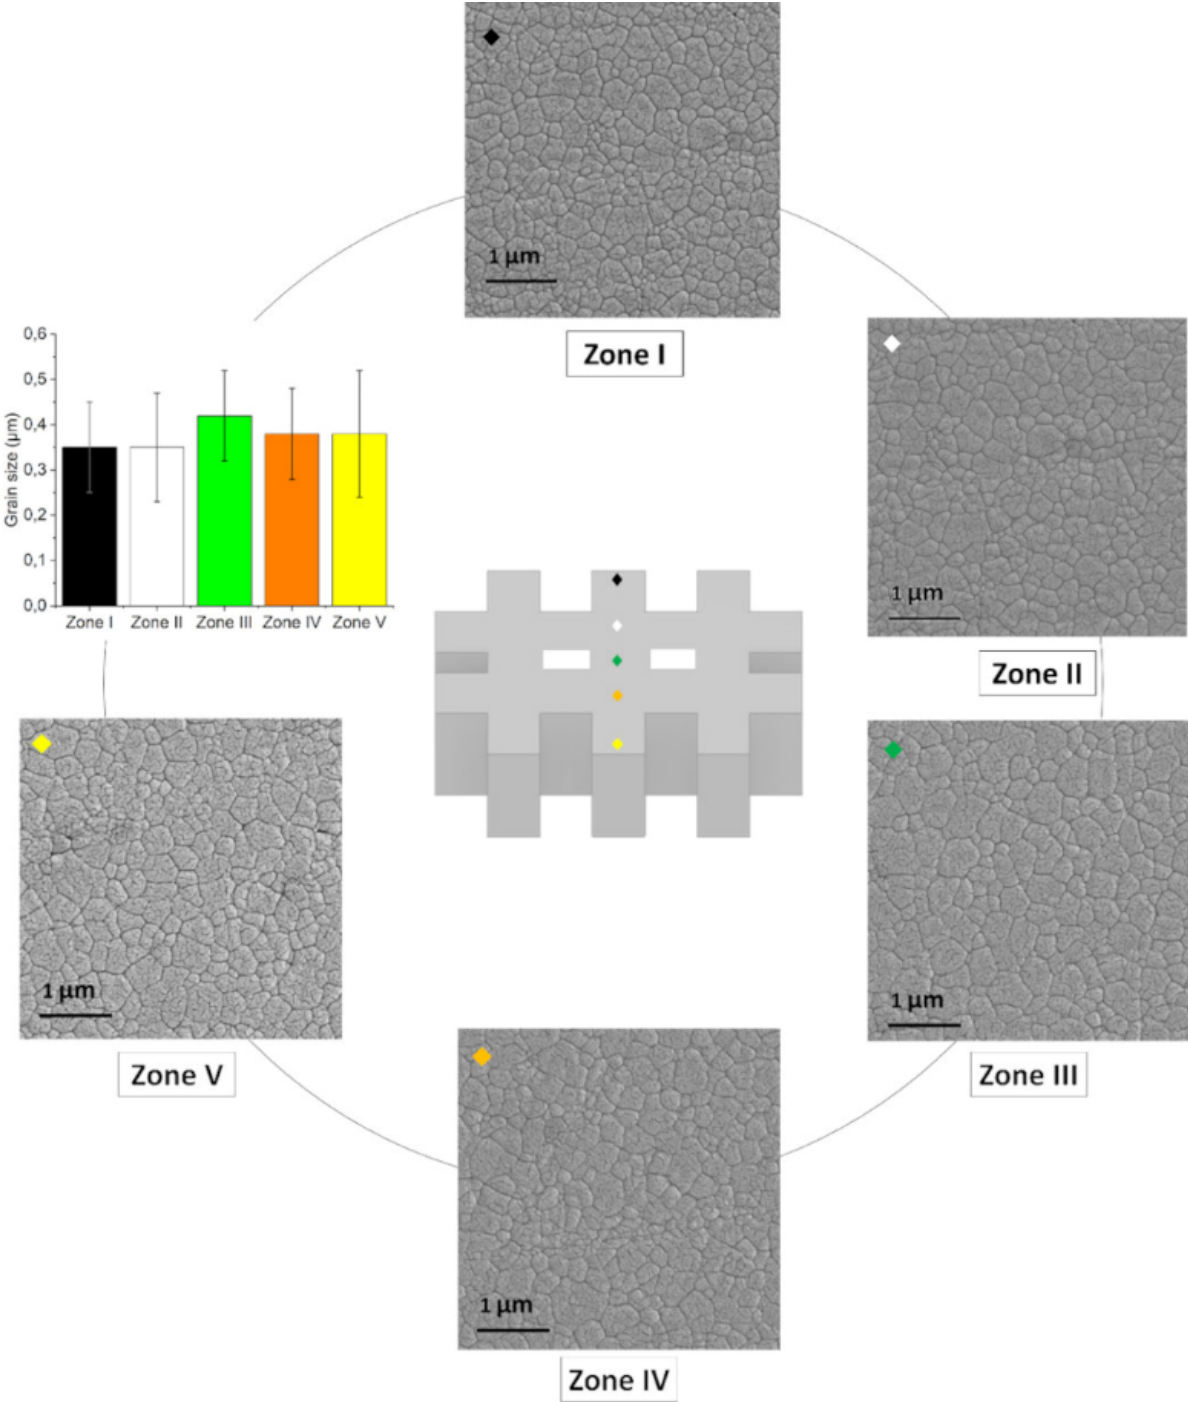 1 µm
Zone I
1 µm
Zone II
0,6
0,5
0,4
0,3
0,2
0,1
0,0
Grain size (µm)
Zone I Zone II Zone III Zone IV Zone V
1 µm
Zone V
1 µm
Zone III
1 µm
Zone IV